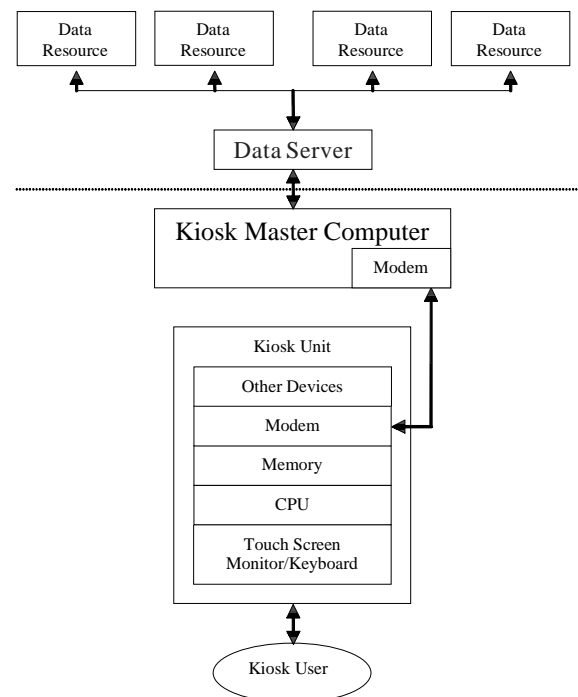 Data
Resource
Data
Resource
Data
Resource
Data
Resource
Data Server
Kiosk Master Computer
Modem
Kiosk Unit
Other Devices
Modem
Memory
CPU
Touch Screen
Monitor/Keyboard
Kiosk User